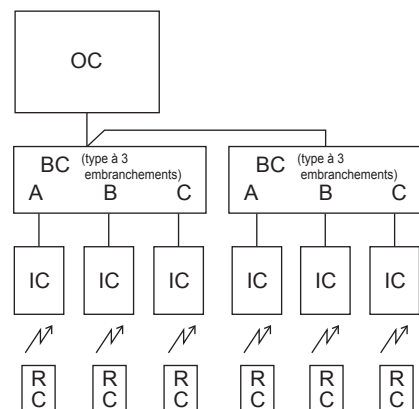 OC
BC (type à 3 embranchements)
A B C
BC (type à 3 embranchements)
A B C
IC IC IC IC IC IC
R C R C R C R C R C R C